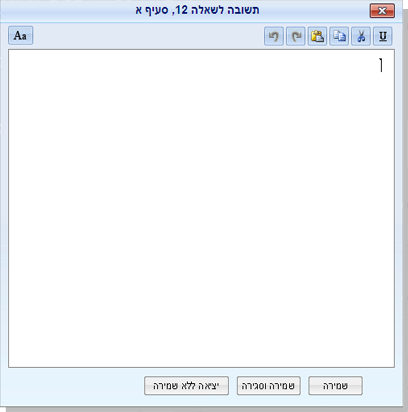 תשובה לשאלה 12, סעיף א
Aa
U
שמירה
שמירה וסגירה
יציאה ללא שמירה